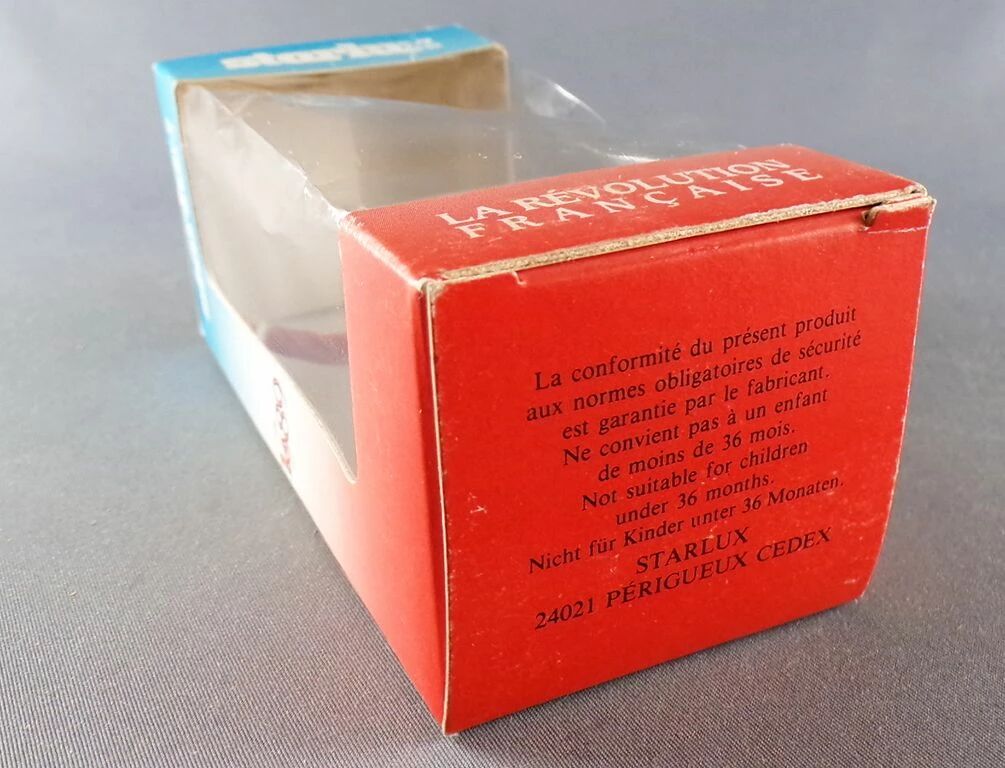 starlux
LA RÉVOLUTION
FRANÇAISE
La conformité du présent produit
aux normes obligatoires de sécurité
est garantie par le fabricant.
Ne convient pas à un enfant
de moins de 36 mois.
Not suitable for children
under 36 months.
Nicht für Kinder unter 36 Monaten.
STARLUX
24021 PÉRIGUEUX CEDEX